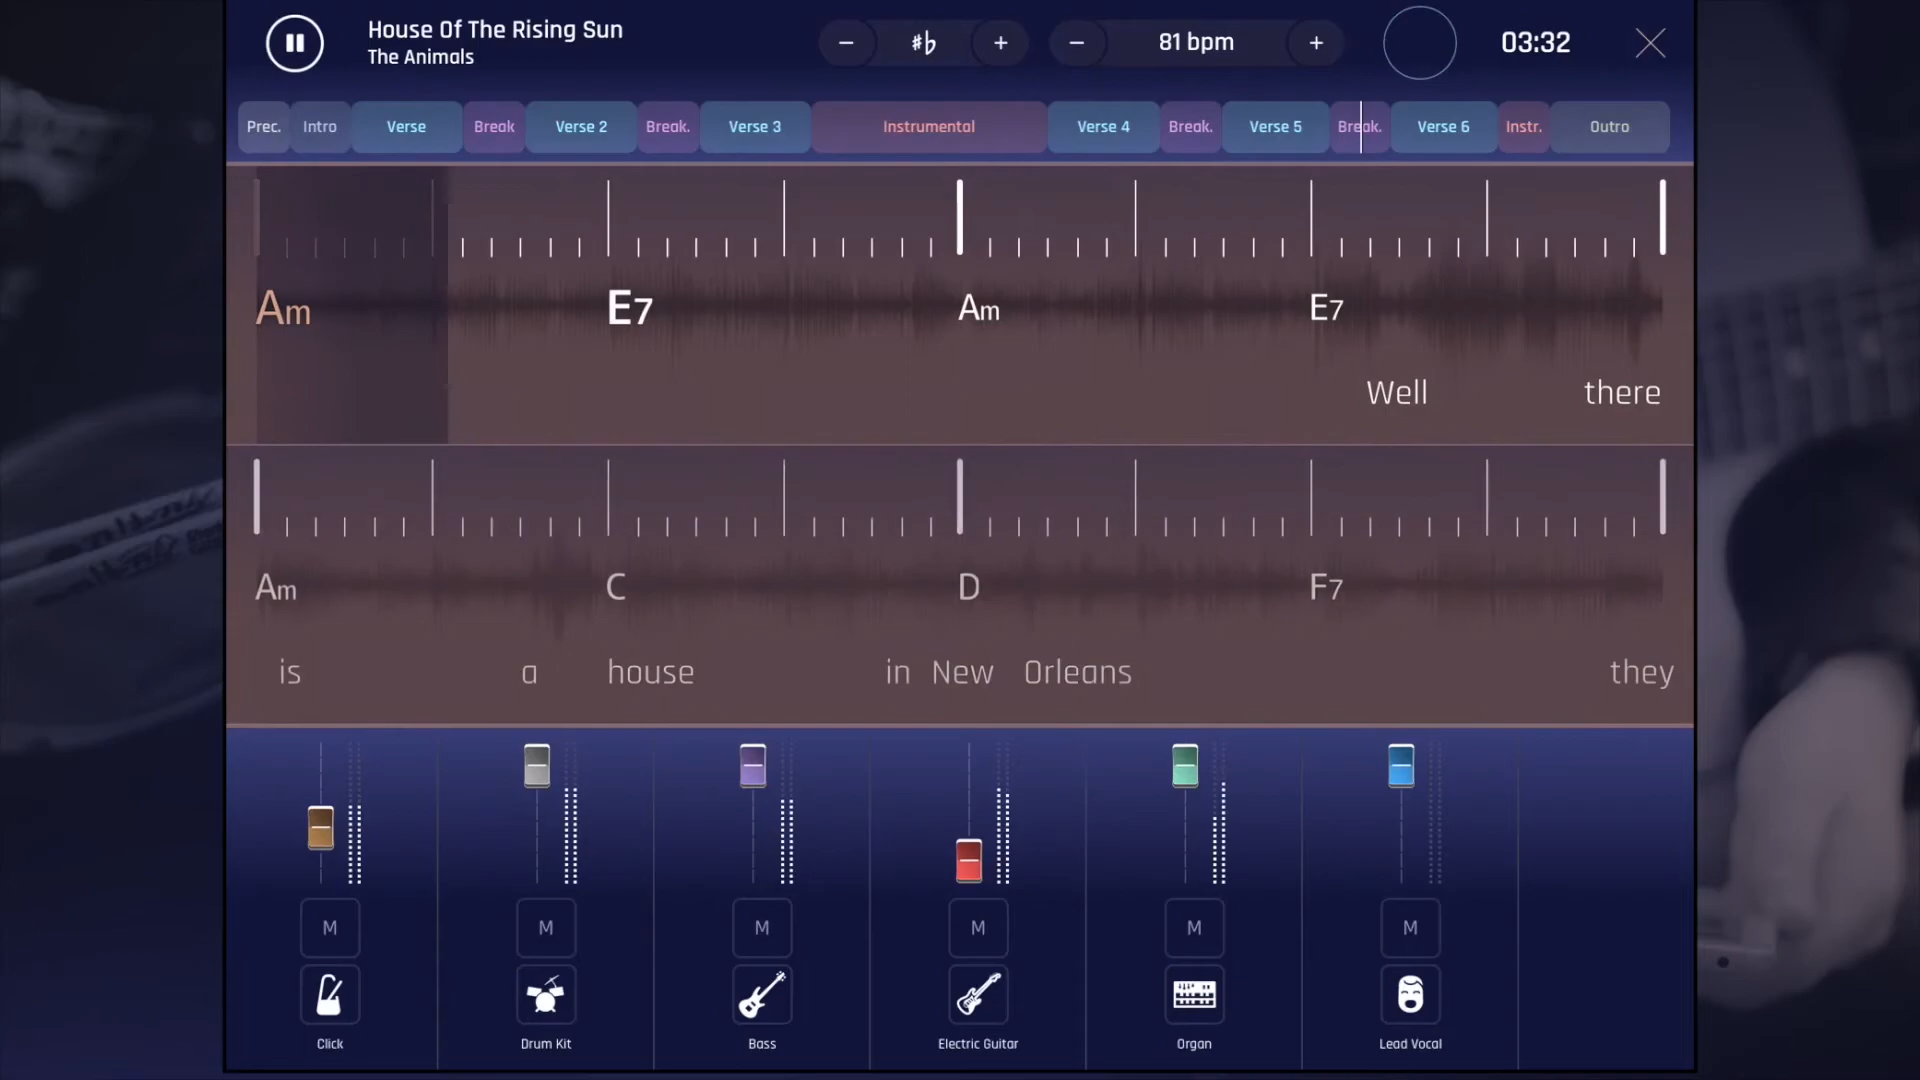 House Of The Rising Sun
The Animals
♯♭
81 bpm
03:32
Prec. Intro Verse Break Verse 2 Break. Verse 3 Instrumental Verse 4 Break. Verse 5 Break. Verse 6 Instr. Outro
Am E7 Am E7
Well there
Am C D F7
is a house in New Orleans they
M M M M M M
Click Drum Kit Bass Electric Guitar Organ Lead Vocal